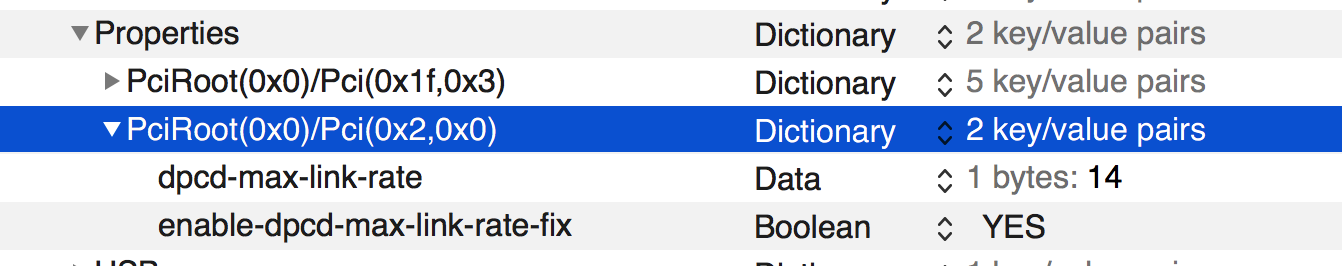 Properties Dictionary 2 key/value pairs
PciRoot(0x0)/Pci(0x1f,0x3) Dictionary 5 key/value pairs
PciRoot(0x0)/Pci(0x2,0x0) Dictionary 2 key/value pairs
dpcd-max-link-rate Data 1 bytes: 14
enable-dpcd-max-link-rate-fix Boolean YES